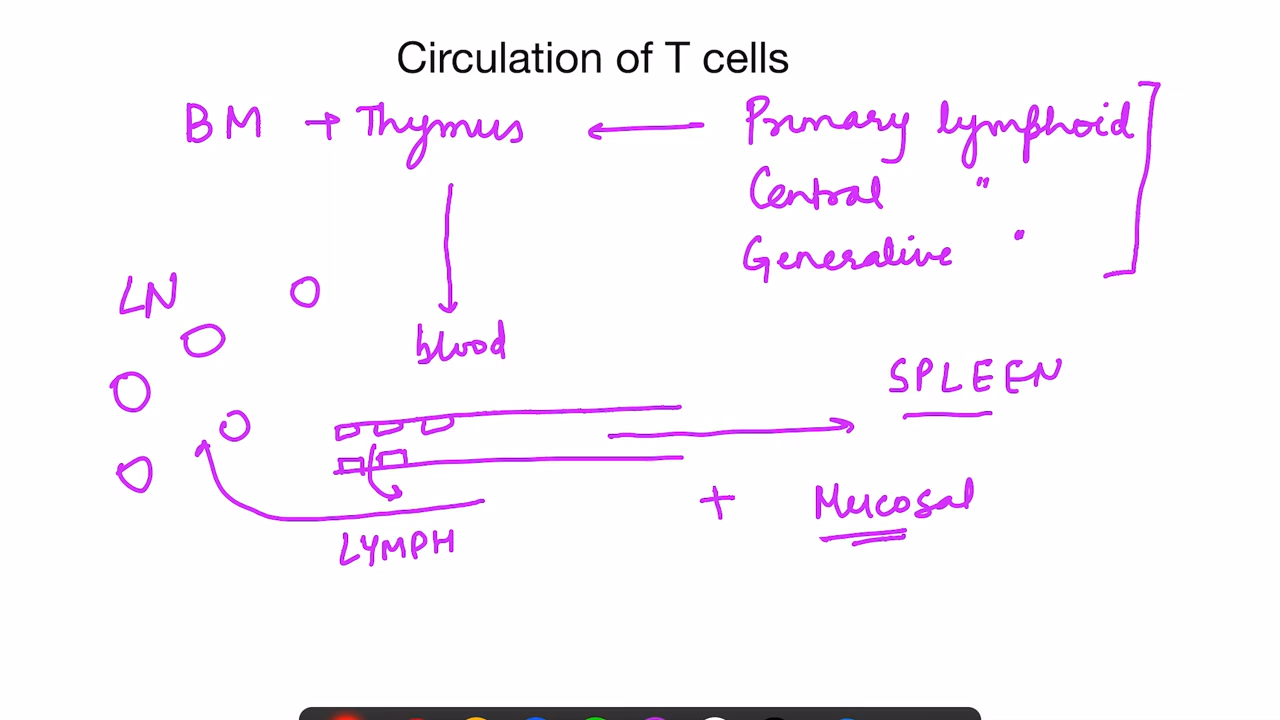 Circulation of T cells
BM → Thymus ← Primary lymphoid
Central "
Generative "
LN
blood
SPLEEN
+ Mucosal
LYMPH